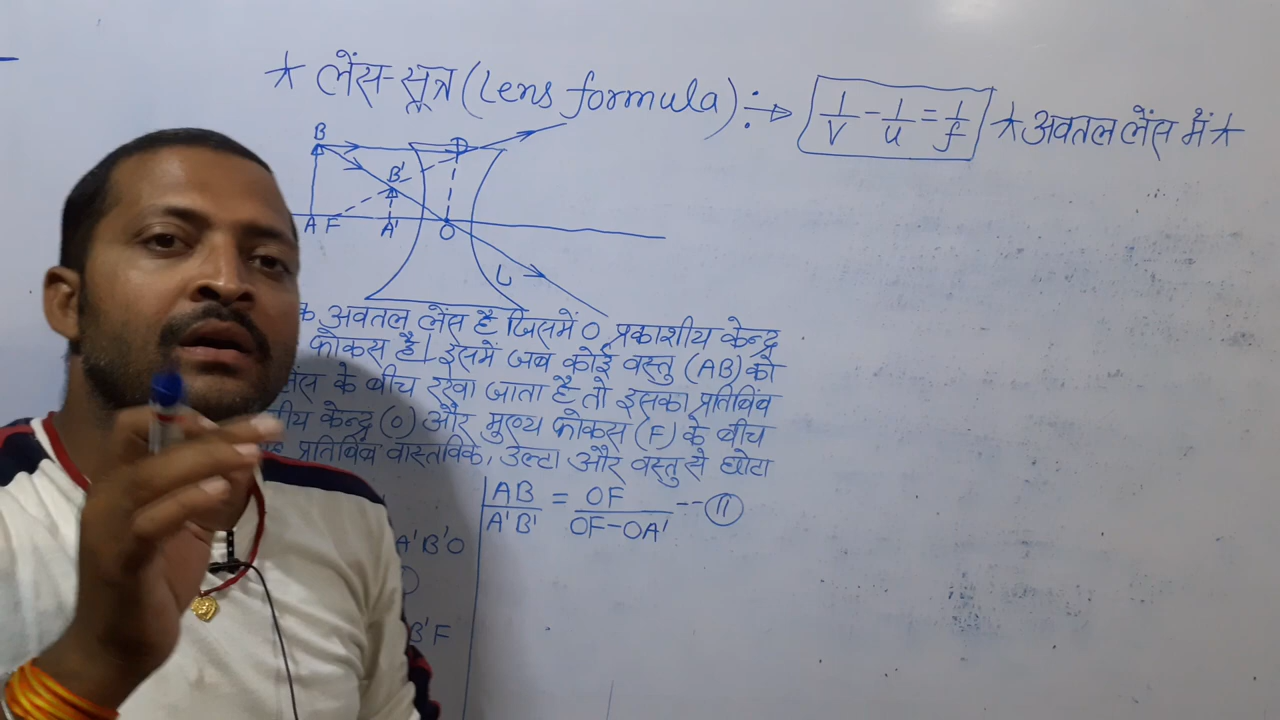 ★ लेंस-सूत्र (Lens formula) :→ 1/v - 1/u = 1/f ★ अवतल लेंस में ★
B D
B'
A F A' O
L
अवतल लेंस है जिसमें O प्रकाशीय केन्द्र
फोकस है। इसमें जब कोई वस्तु (AB) को
लेंस के बीच रखा जाता है तो इसका प्रतिबिंब
केन्द्र (O) और मुख्य फोकस (F) के बीच
प्रतिबिंब वास्तविक, उल्टा और वस्तु से छोटा
AB/A'B' = OF/OF-OA' -- (11)
A'B'O
B'F